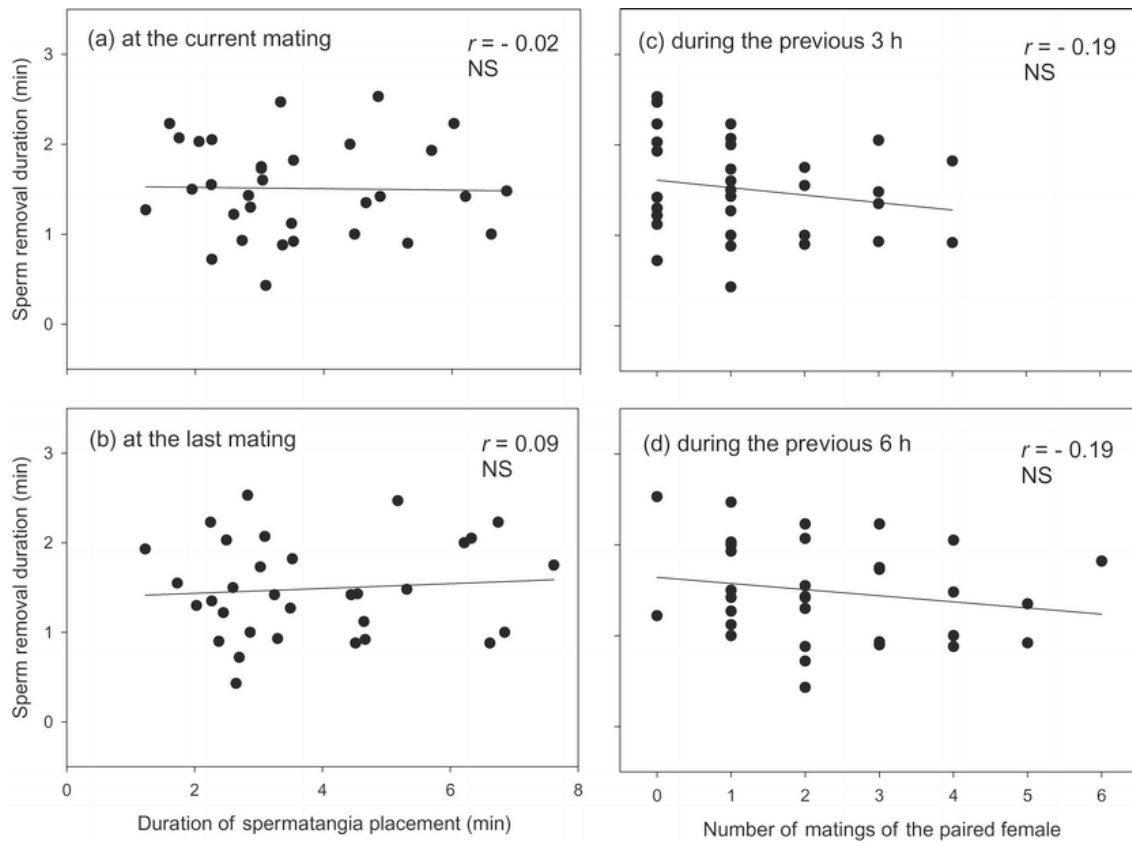 (a) at the current mating
r = - 0.02
NS
Sperm removal duration (min)
3
2
1
0
(c) during the previous 3 h
r = - 0.19
NS
(b) at the last mating
r = 0.09
NS
Sperm removal duration (min)
3
2
1
0
0 2 4 6 8
Duration of spermatangia placement (min)
(d) during the previous 6 h
r = - 0.19
NS
0 1 2 3 4 5 6
Number of matings of the paired female